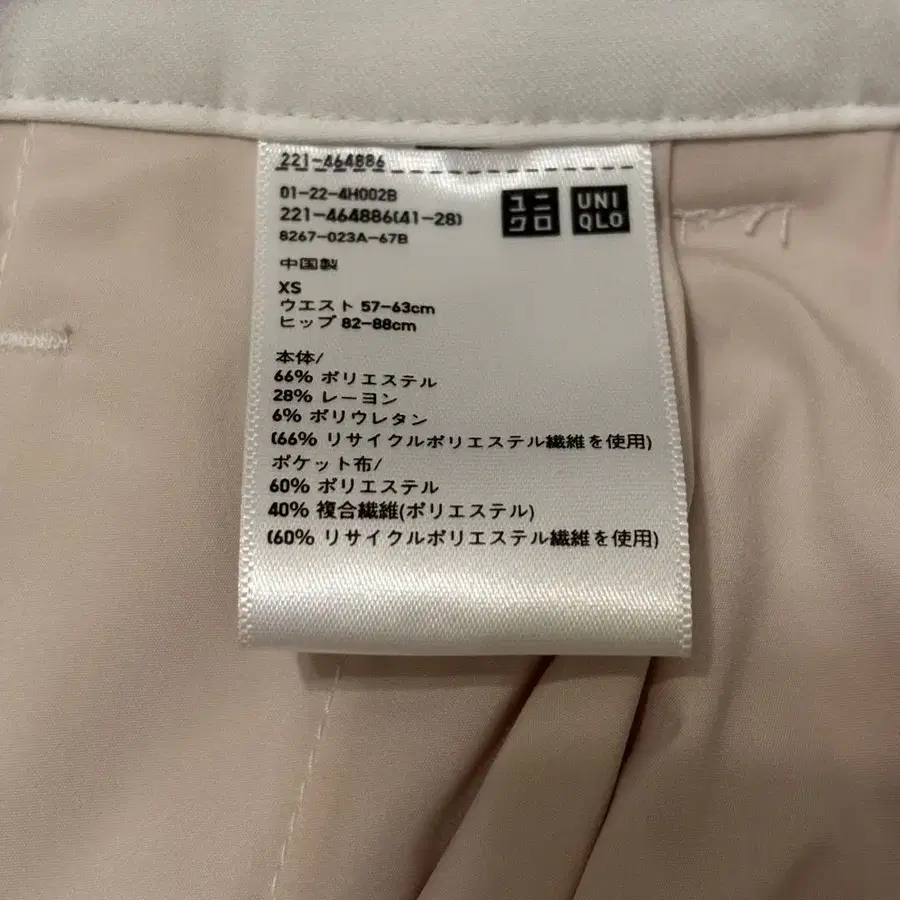 221-464886
01-22-4H002B
221-464886(41-28)
8267-023A-67B
ユニ
クロ
UNI
QLO
中国製
XS
ウエスト 57-63cm
ヒップ 82-88cm
本体/
66% ポリエステル
28% レーヨン
6% ポリウレタン
(66% リサイクルポリエステル繊維を使用)
ポケット布/
60% ポリエステル
40% 複合繊維(ポリエステル)
(60% リサイクルポリエステル繊維を使用)